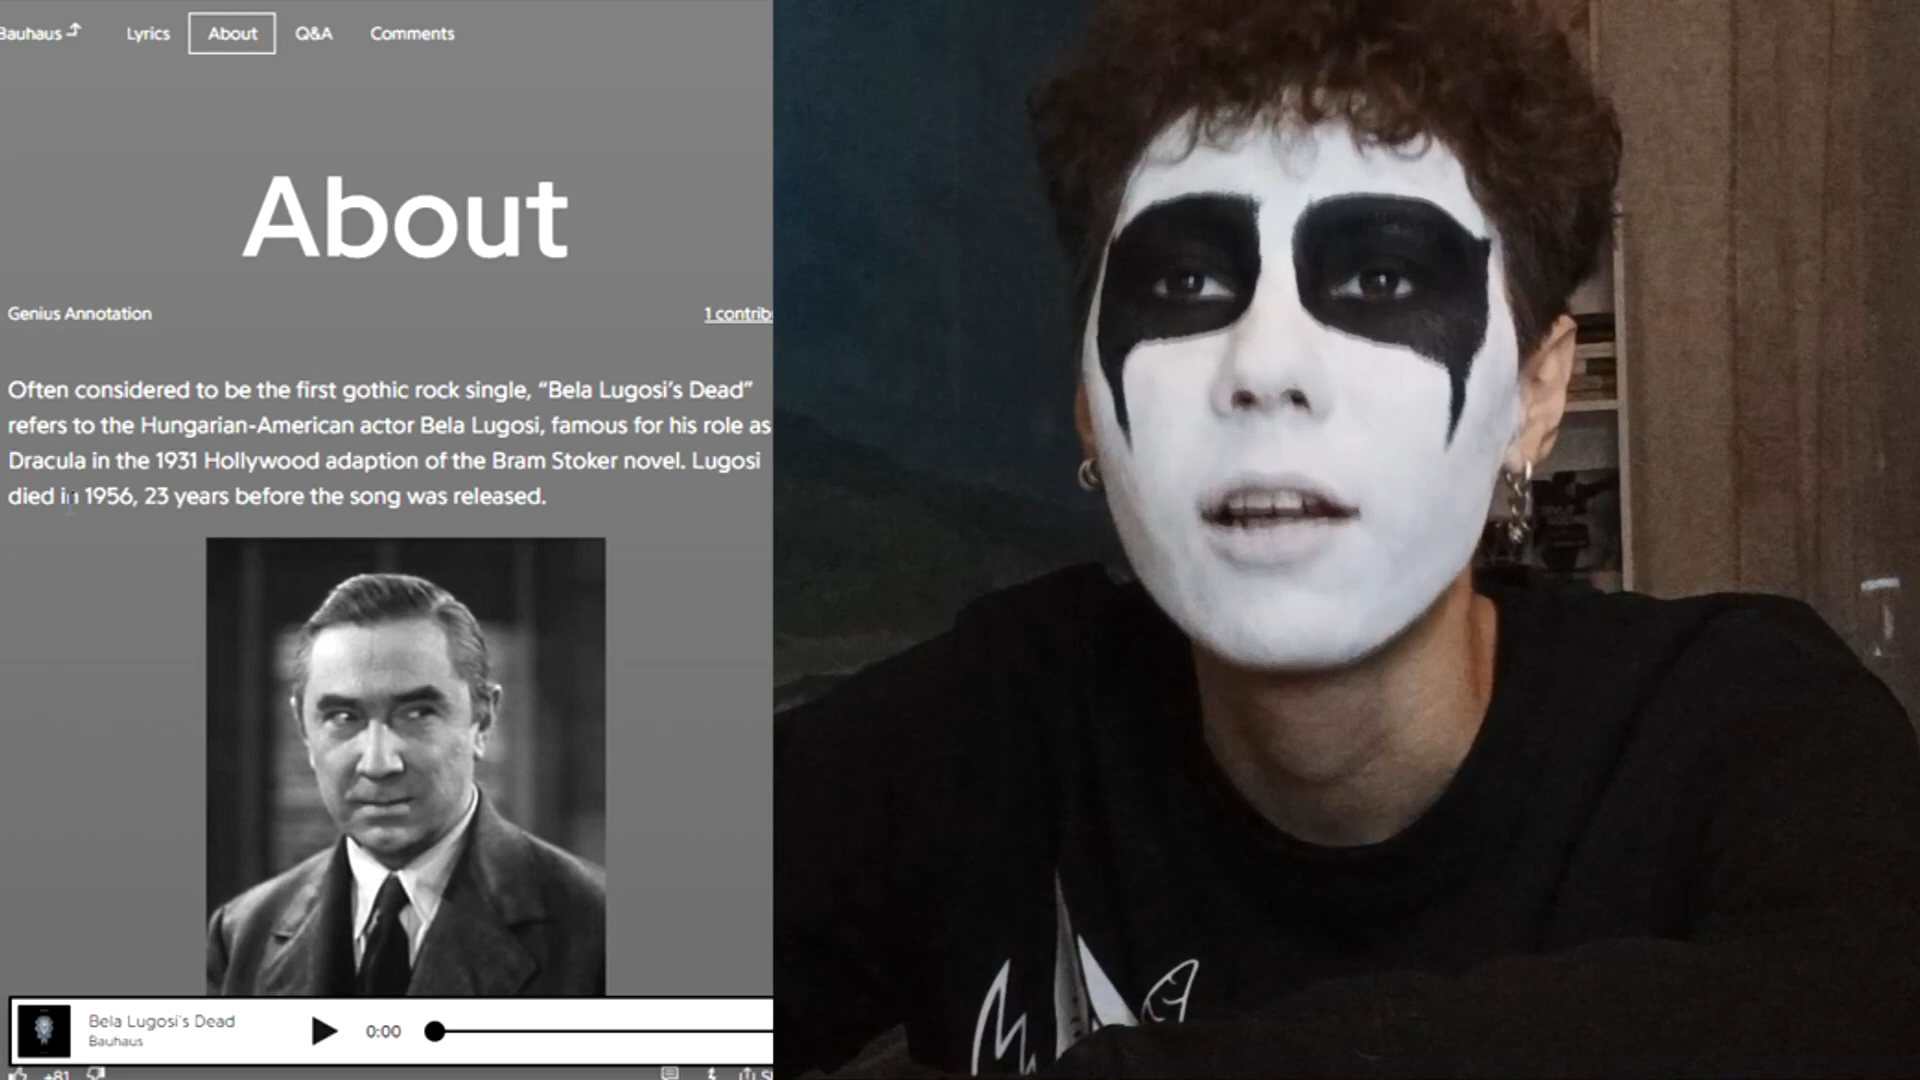 Bauhaus Lyrics About Q&A Comments
About
Genius Annotation 1 contrib
Often considered to be the first gothic rock single, “Bela Lugosi’s Dead”
refers to the Hungarian-American actor Bela Lugosi, famous for his role as
Dracula in the 1931 Hollywood adaption of the Bram Stoker novel. Lugosi
died in 1956, 23 years before the song was released.
Bela Lugosi's Dead
Bauhaus
0:00
+81